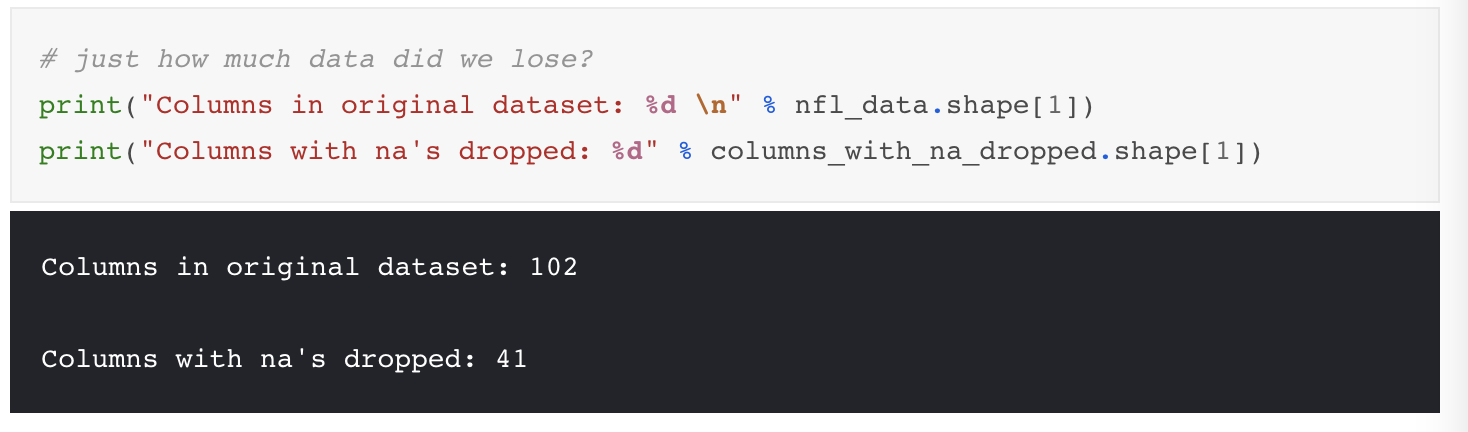 # just how much data did we lose?
print("Columns in original dataset: %d \n" % nfl_data.shape[1])
print("Columns with na's dropped: %d" % columns_with_na_dropped.shape[1])
Columns in original dataset: 102
Columns with na's dropped: 41